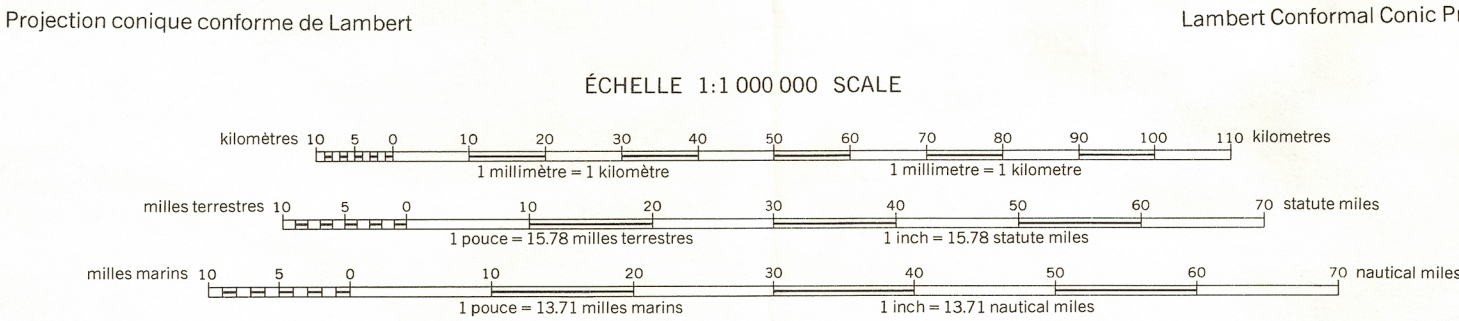 Projection conique conforme de Lambert
Lambert Conformal Conic
ÉCHELLE 1:1 000 000 SCALE
kilomètres 10 5 0 10 20 30 40 50 60 70 80 90 100 110 kilometres
1 millimètre = 1 kilomètre 1 millimetre = 1 kilometre
milles terrestres 10 5 0 10 20 30 40 50 60 70 statute miles
1 pouce = 15.78 milles terrestres 1 inch = 15.78 statute miles
milles marins 10 5 0 10 20 30 40 50 60 70 nautical miles
1 pouce = 13.71 milles marins 1 inch = 13.71 nautical miles